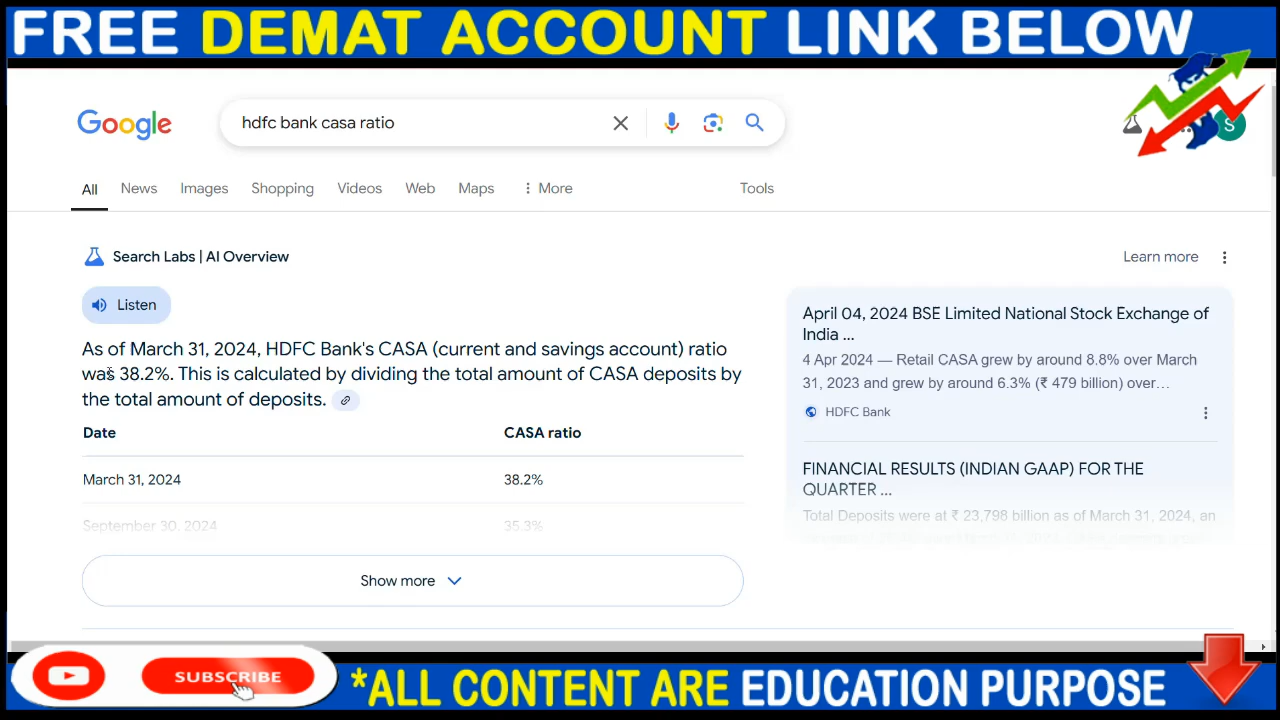 FREE DEMAT ACCOUNT LINK BELOW
Google
hdfc bank casa ratio
S
All News Images Shopping Videos Web Maps More Tools
Search Labs | AI Overview
Learn more
Listen
As of March 31, 2024, HDFC Bank's CASA (current and savings account) ratio
was 38.2%. This is calculated by dividing the total amount of CASA deposits by
the total amount of deposits.
Date CASA ratio
March 31, 2024 38.2%
September 30, 2024 35.3%
Show more
April 04, 2024 BSE Limited National Stock Exchange of
India ...
4 Apr 2024 — Retail CASA grew by around 8.8% over March
31, 2023 and grew by around 6.3% (₹ 479 billion) over…
HDFC Bank
FINANCIAL RESULTS (INDIAN GAAP) FOR THE
QUARTER ...
Total Deposits were at ₹ 23,798 billion as of March 31, 2024, an
SUBSCRIBE
*ALL CONTENT ARE EDUCATION PURPOSE